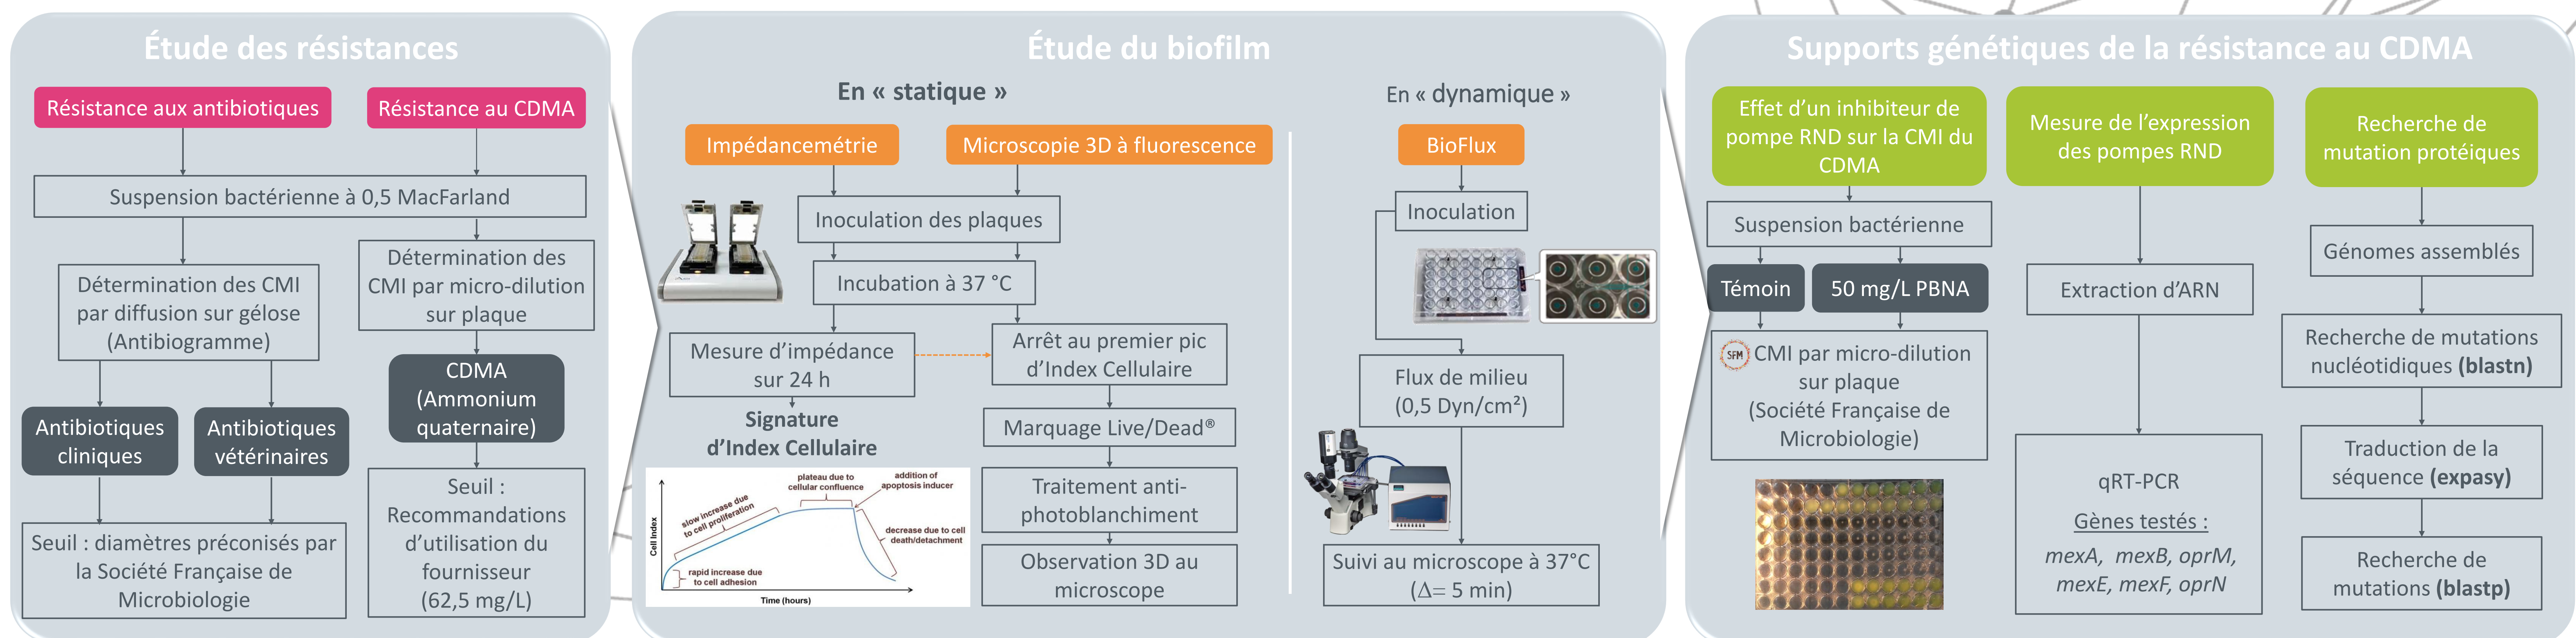 Étude des résistances
Résistance aux antibiotiques
Résistance au CDMA
Suspension bactérienne à 0,5 MacFarland
Détermination des CMI
par diffusion sur gélose
(Antibiogramme)
Détermination des
CMI par micro-dilution
sur plaque
Antibiotiques
cliniques
Antibiotiques
vétérinaires
CDMA
(Ammonium
quaternaire)
Seuil : diamètres préconisés par
la Société Française de
Microbiologie
Seuil :
Recommandations
d’utilisation du
fournisseur
(62,5 mg/L)
Étude du biofilm
En « statique »
Impédancemétrie
Microscopie 3D à fluorescence
Inoculation des plaques
Incubation à 37 °C
Mesure d’impédance
sur 24 h
Signature
d’Index Cellulaire
Cell Index
rapid increase due
to cell adhesion
slow increase due
to cell proliferation
plateau due to
cellular confluence
addition of
apoptosis inducer
decrease due to cell
death/detachment
Time (hours)
Arrêt au premier pic
d’Index Cellulaire
Marquage Live/Dead®
Traitement anti-
photoblanchiment
Observation 3D au
microscope
En « dynamique »
BioFlux
Inoculation
Flux de milieu
(0,5 Dyn/cm²)
Suivi au microscope à 37°C
(Δ= 5 min)
Supports génétiques de la résistance au CDMA
Effet d’un inhibiteur de
pompe RND sur la CMI du
CDMA
Suspension bactérienne
Témoin
50 mg/L PBNA
SFM
CMI par micro-dilution
sur plaque
(Société Française de
Microbiologie)
Mesure de l’expression
des pompes RND
Extraction d’ARN
qRT-PCR
Gènes testés :
mexA, mexB, oprM,
mexE, mexF, oprN
Recherche de
mutation protéiques
Génomes assemblés
Recherche de mutations
nucléotidiques (blastn)
Traduction de la
séquence (expasy)
Recherche de
mutations (blastp)